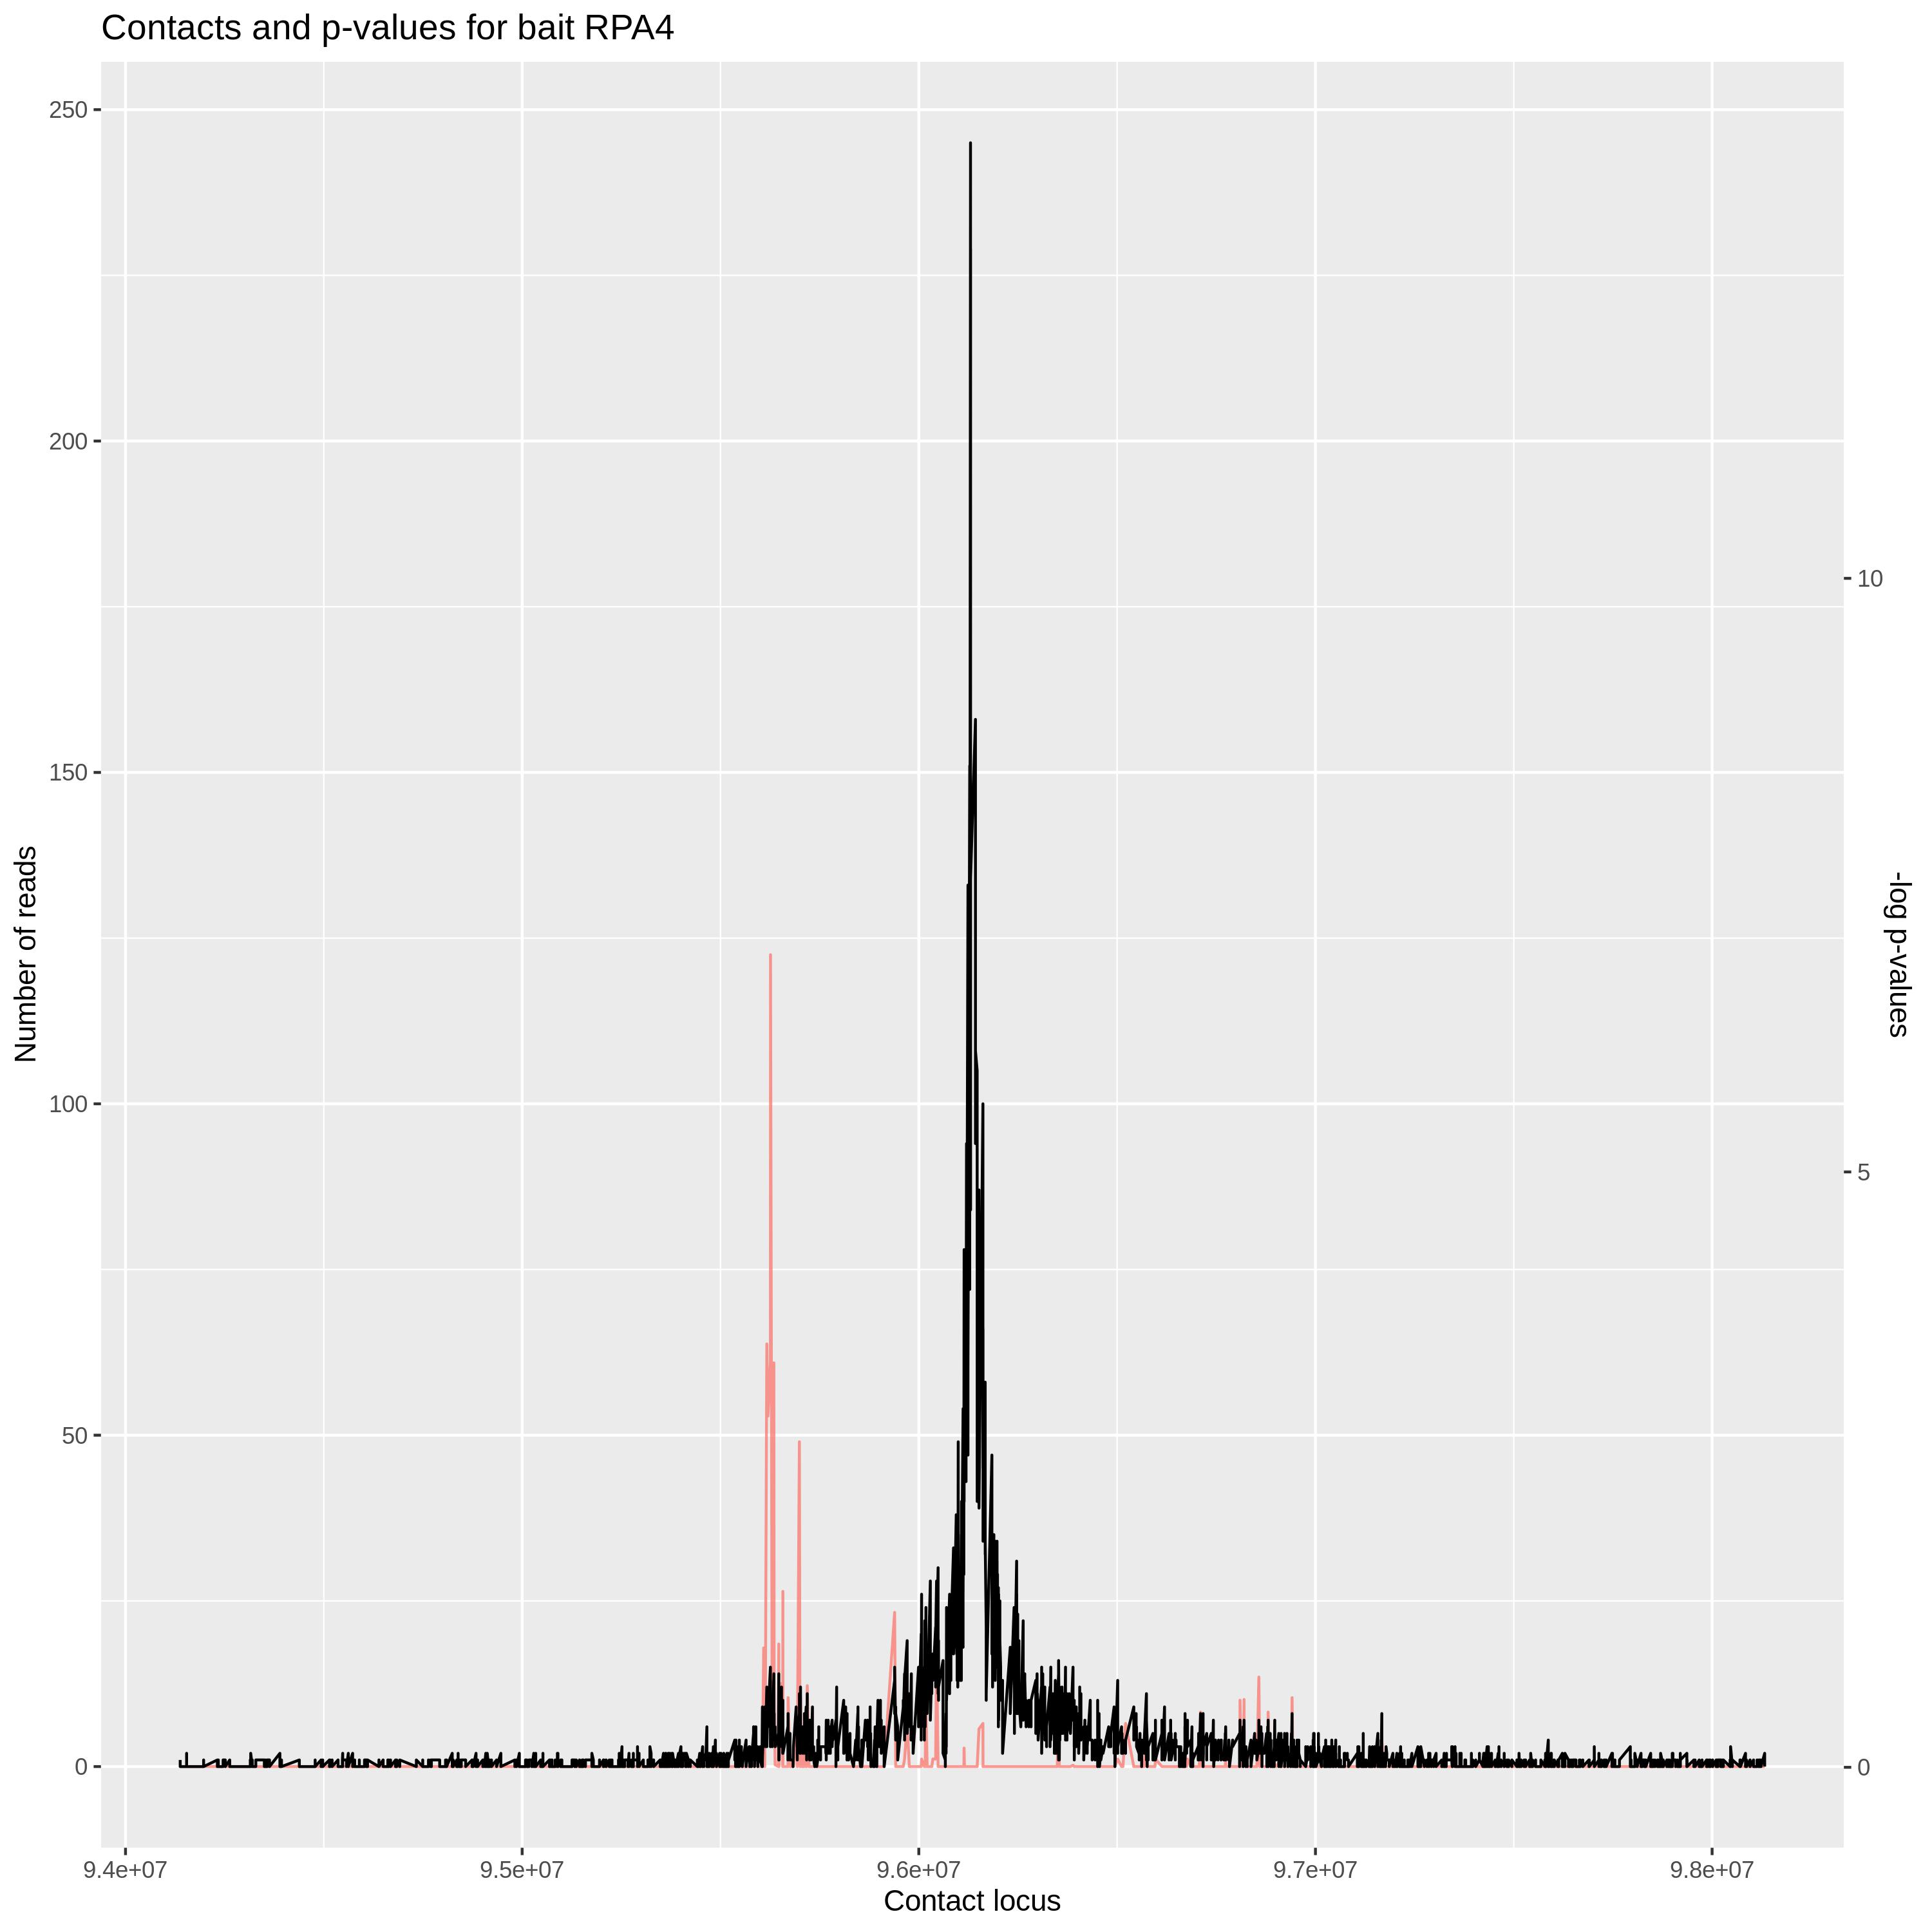 Contacts and p-values for bait RPA4
250
200
150
100
50
0
Number of reads
10
5
0
-log p-values
9.4e+07
9.5e+07
9.6e+07
9.7e+07
9.8e+07
Contact locus